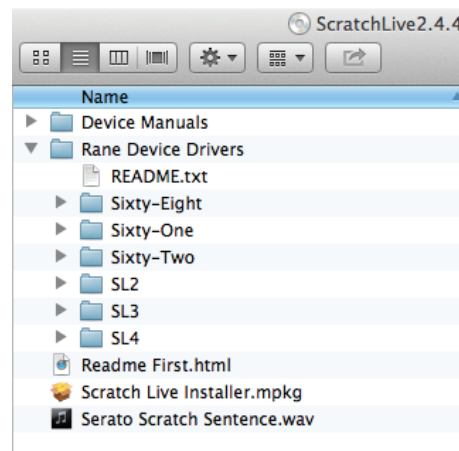 ScratchLive2.4.4
Name
Device Manuals
Rane Device Drivers
README.txt
Sixty-Eight
Sixty-One
Sixty-Two
SL2
SL3
SL4
Readme First.html
Scratch Live Installer.mpkg
Serato Scratch Sentence.wav